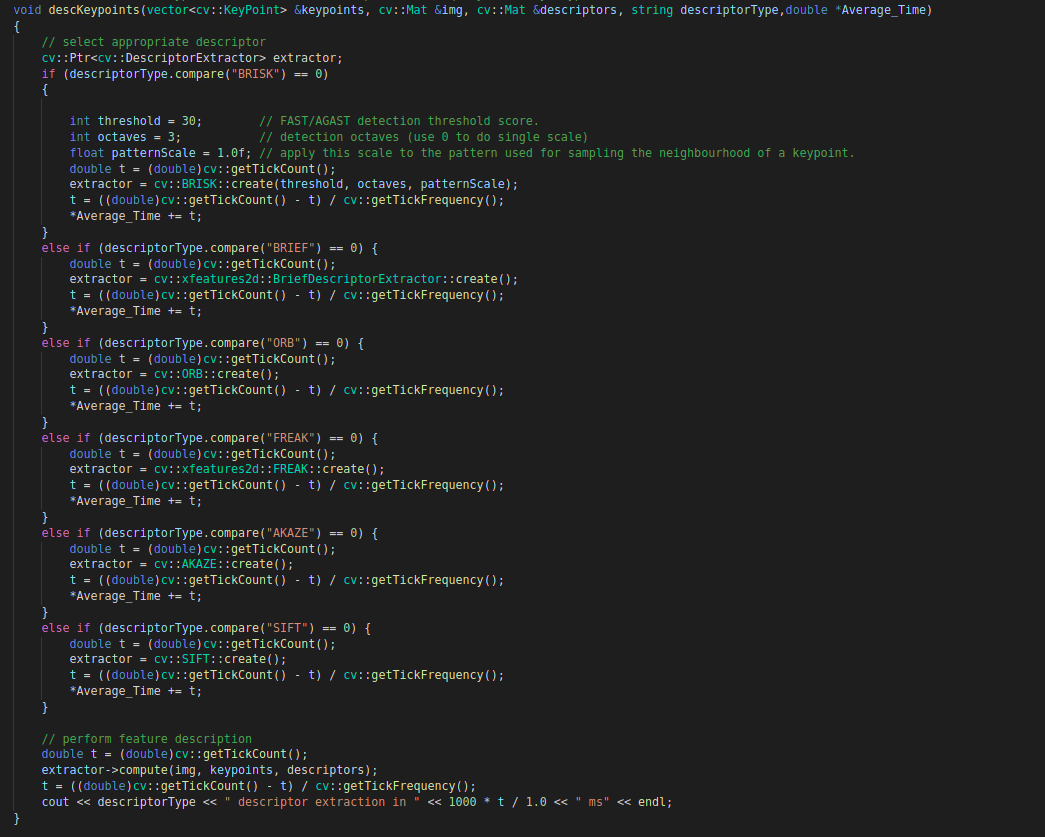 void descKeypoints(vector<cv::KeyPoint> &keypoints, cv::Mat &img, cv::Mat &descriptors, string descriptorType,double *Average_Time)
{
    // select appropriate descriptor
    cv::Ptr<cv::DescriptorExtractor> extractor;
    if (descriptorType.compare("BRISK") == 0)
    {

        int threshold = 30;        // FAST/AGAST detection threshold score.
        int octaves = 3;           // detection octaves (use 0 to do single scale)
        float patternScale = 1.0f; // apply this scale to the pattern used for sampling the neighbourhood of a keypoint.
        double t = (double)cv::getTickCount();
        extractor = cv::BRISK::create(threshold, octaves, patternScale);
        t = ((double)cv::getTickCount() - t) / cv::getTickFrequency();
        *Average_Time += t;
    }
    else if (descriptorType.compare("BRIEF") == 0) {
        double t = (double)cv::getTickCount();
        extractor = cv::xfeatures2d::BriefDescriptorExtractor::create();
        t = ((double)cv::getTickCount() - t) / cv::getTickFrequency();
        *Average_Time += t;
    }
    else if (descriptorType.compare("ORB") == 0) {
        double t = (double)cv::getTickCount();
        extractor = cv::ORB::create();
        t = ((double)cv::getTickCount() - t) / cv::getTickFrequency();
        *Average_Time += t;
    }
    else if (descriptorType.compare("FREAK") == 0) {
        double t = (double)cv::getTickCount();
        extractor = cv::xfeatures2d::FREAK::create();
        t = ((double)cv::getTickCount() - t) / cv::getTickFrequency();
        *Average_Time += t;
    }
    else if (descriptorType.compare("AKAZE") == 0) {
        double t = (double)cv::getTickCount();
        extractor = cv::AKAZE::create();
        t = ((double)cv::getTickCount() - t) / cv::getTickFrequency();
        *Average_Time += t;
    }
    else if (descriptorType.compare("SIFT") == 0) {
        double t = (double)cv::getTickCount();
        extractor = cv::SIFT::create();
        t = ((double)cv::getTickCount() - t) / cv::getTickFrequency();
        *Average_Time += t;
    }

    // perform feature description
    double t = (double)cv::getTickCount();
    extractor->compute(img, keypoints, descriptors);
    t = ((double)cv::getTickCount() - t) / cv::getTickFrequency();
    cout << descriptorType << " descriptor extraction in " << 1000 * t / 1.0 << " ms" << endl;
}